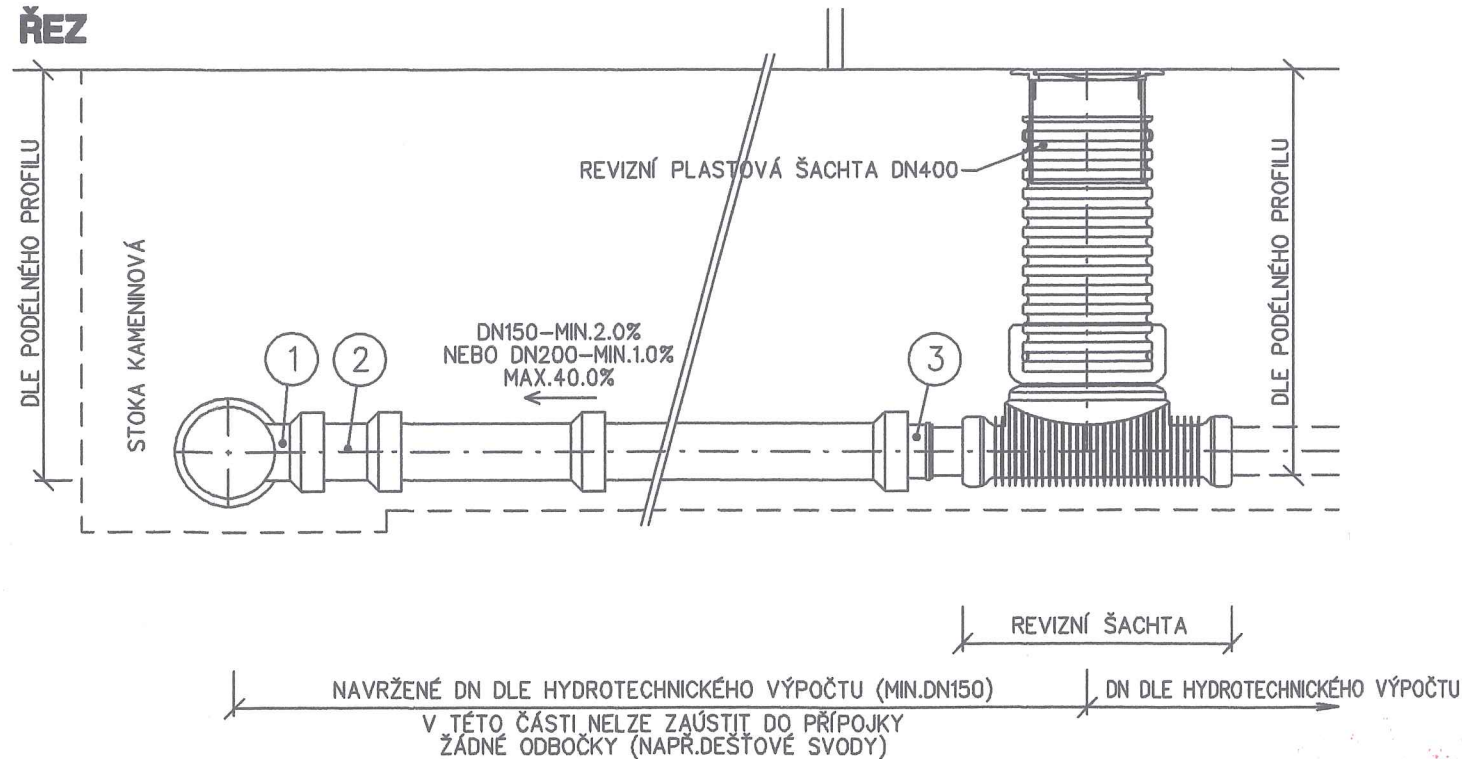 ŘEZ
DLE PODÉLNÉHO PROFILU
STOKA KAMENINOVÁ
REVIZNÍ PLASTOVÁ ŠACHTA DN400
DLE PODÉLNÉHO PROFILU
1
2
DN150-MIN.2.0%
NEBO DN200-MIN.1.0%
MAX.40.0%
3
REVIZNÍ ŠACHTA
NAVRŽENÉ DN DLE HYDROTECHNICKÉHO VÝPOČTU (MIN.DN150)
DN DLE HYDROTECHNICKÉHO VÝPOČTU
V TÉTO ČÁSTI NELZE ZAÚSTIT DO PŘÍPOJKY
ŽÁDNÉ ODBOČKY (NAPŘ.DEŠŤOVÉ SVODY)